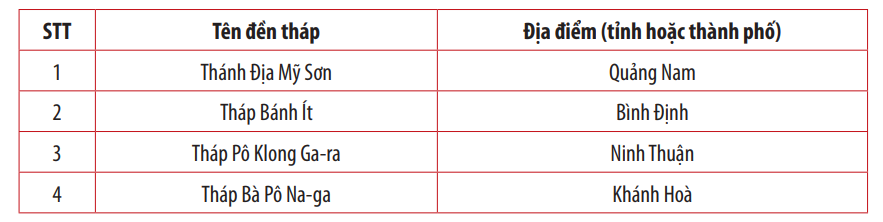 STT Tên đền tháp Địa điểm (tỉnh hoặc thành phố)
1 Thánh Địa Mỹ Sơn Quảng Nam
2 Tháp Bánh Ít Bình Định
3 Tháp Pô Klong Ga-ra Ninh Thuận
4 Tháp Bà Pô Na-ga Khánh Hoà